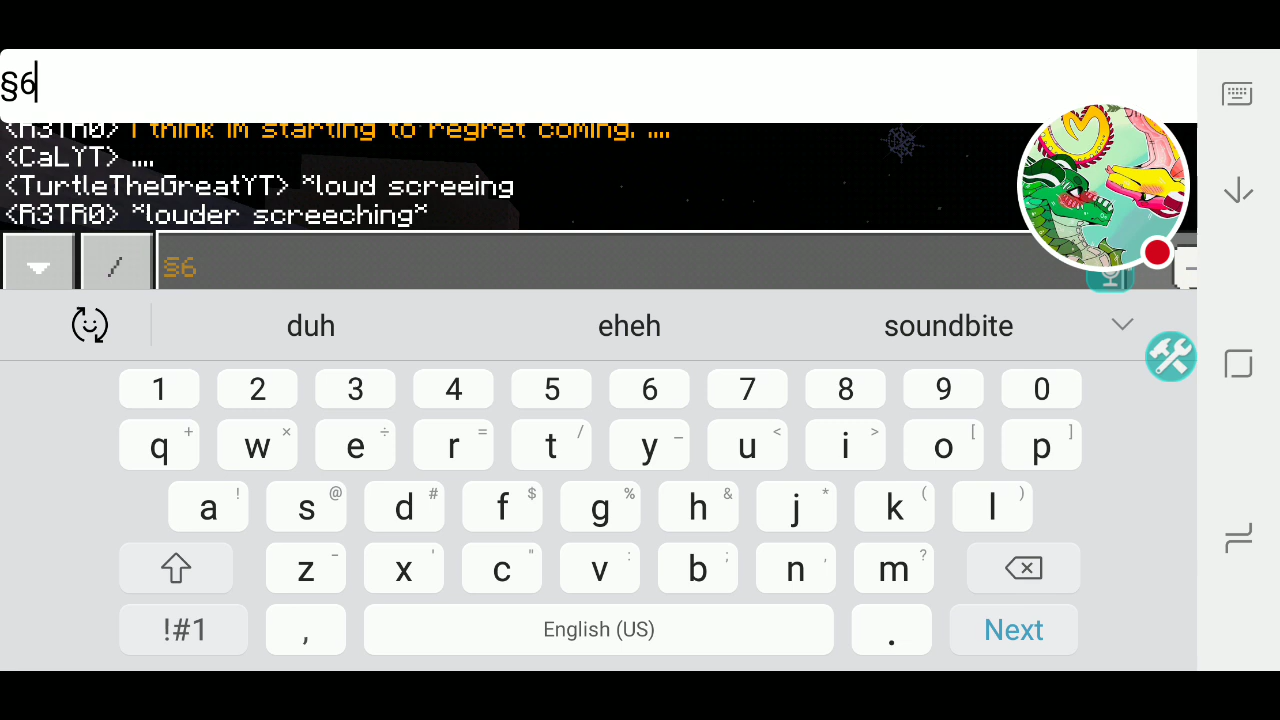 §6
<R3TR0> I think im starting to regret coming. ....
<CaLYT> ....
<TurtleTheGreatYT> *loud screeing
<R3TR0> *louder screeching*
/ §6
duh eheh soundbite
1 2 3 4 5 6 7 8 9 0
q + w × e ÷ r = t / y _ u < i > o [ p ]
a ! s @ d # f $ g % h & j * k ( l )
z - x ' c " v : b ; n , m ?
!#1 , English (US) . Next